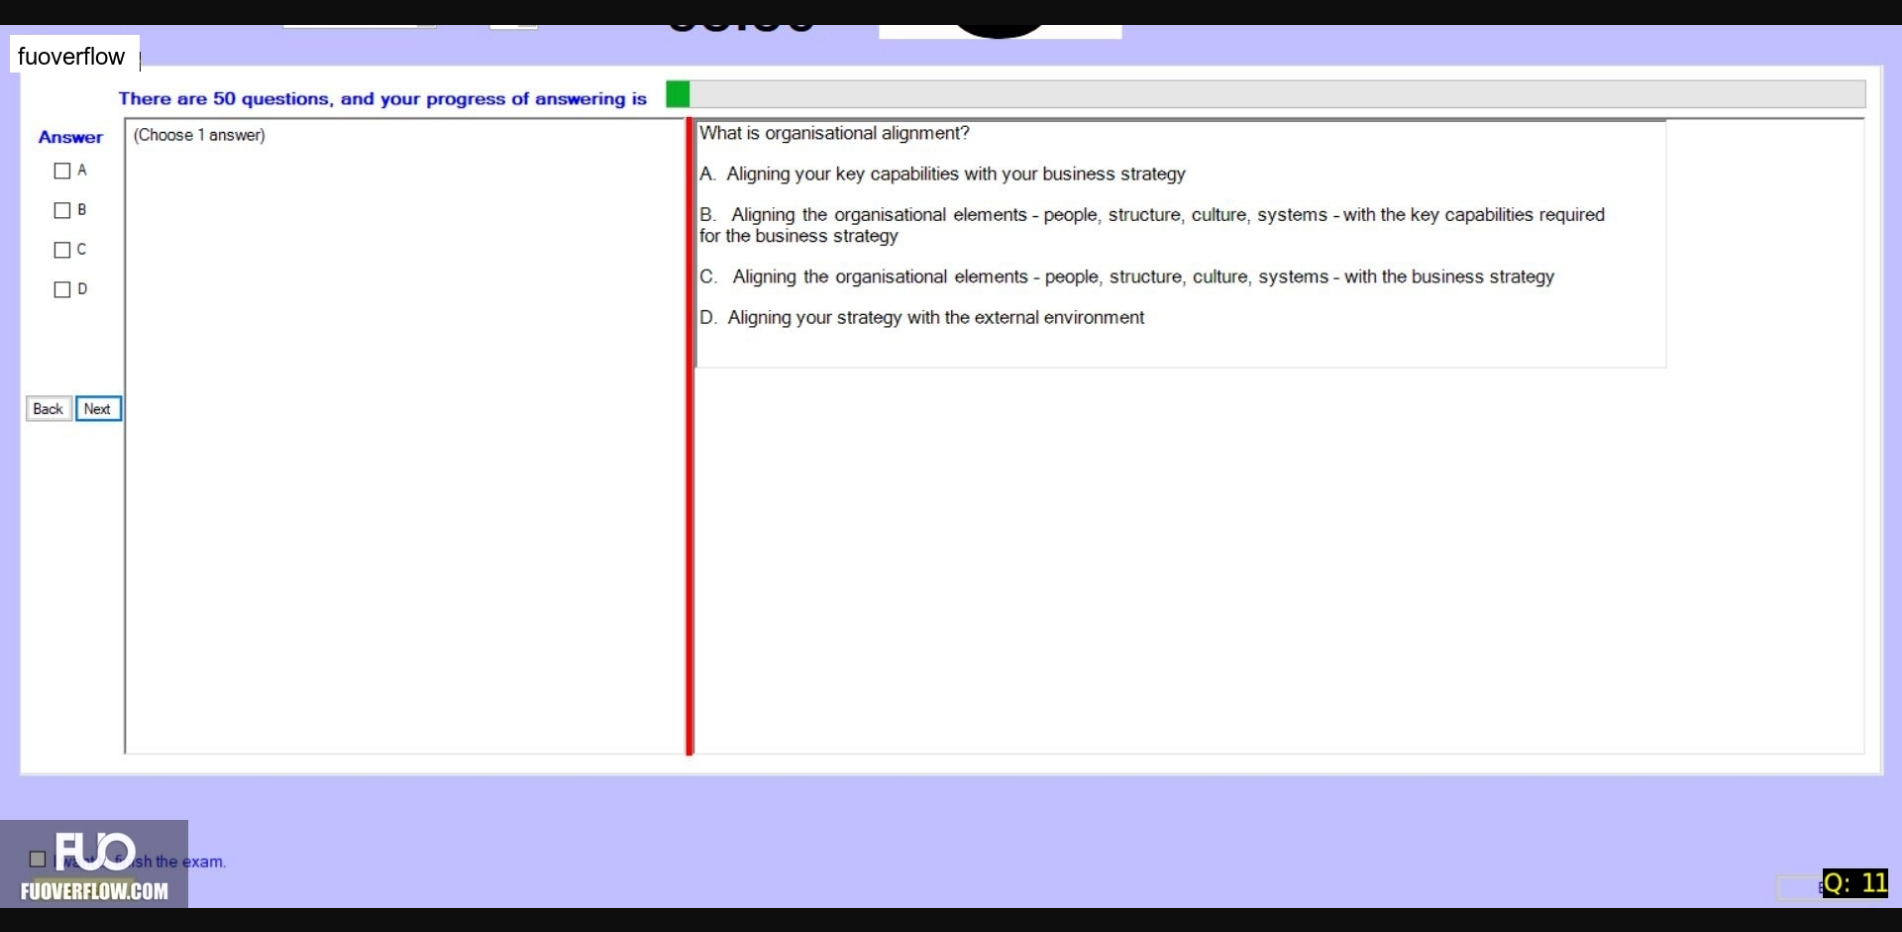 fuoverflow
There are 50 questions, and your progress of answering is
Answer
(Choose 1 answer)
A
B
C
D
Back Next
What is organisational alignment?
A. Aligning your key capabilities with your business strategy
B. Aligning the organisational elements - people, structure, culture, systems - with the key capabilities required
for the business strategy
C. Aligning the organisational elements - people, structure, culture, systems - with the business strategy
D. Aligning your strategy with the external environment
FUO
the exam.
FUOVERFLOW.COM
Q: 11